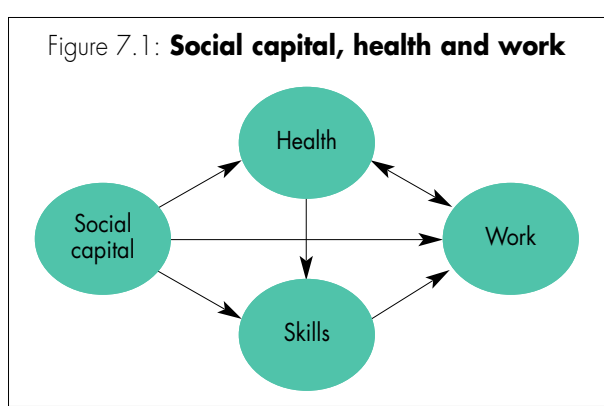 Figure 7.1: Social capital, health and work
Health
Social
capital
Work
Skills